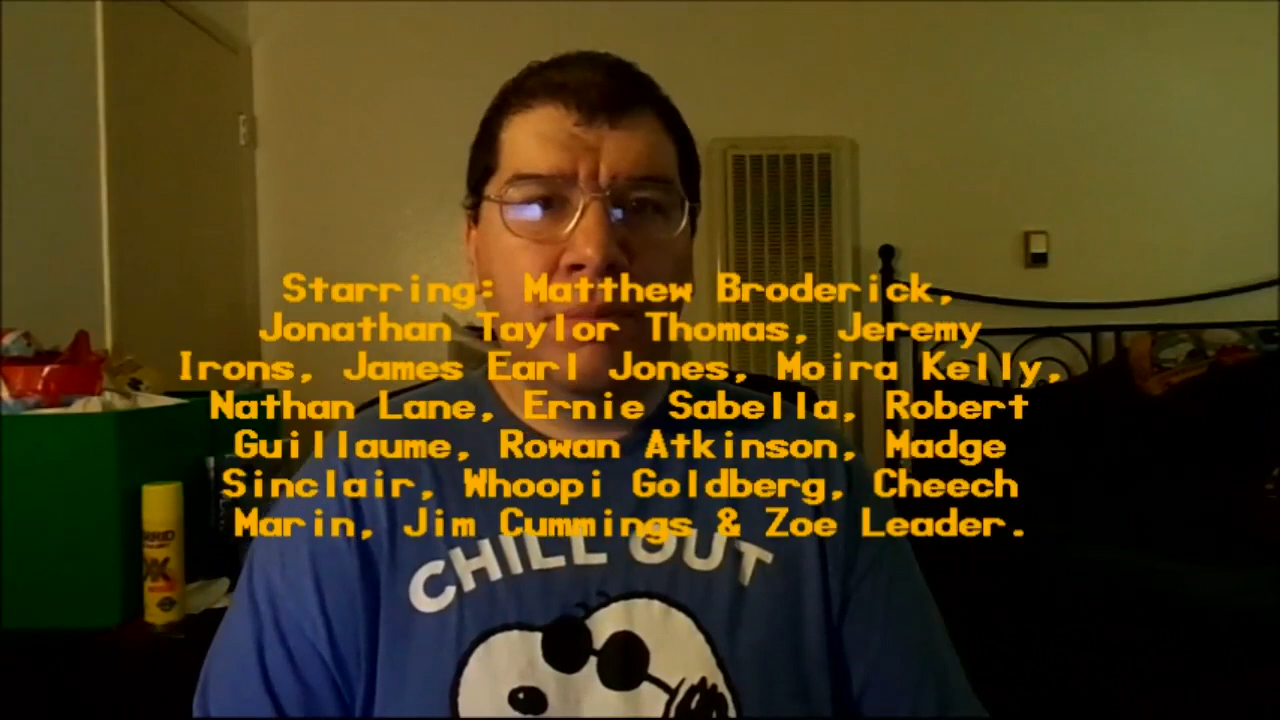 Starring: Matthew Broderick,
Jonathan Taylor Thomas, Jeremy
Irons, James Earl Jones, Moira Kelly,
Nathan Lane, Ernie Sabella, Robert
Guillaume, Rowan Atkinson, Madge
Sinclair, Whoopi Goldberg, Cheech
Marin, Jim Cummings & Zoe Leader.
CHILL OUT